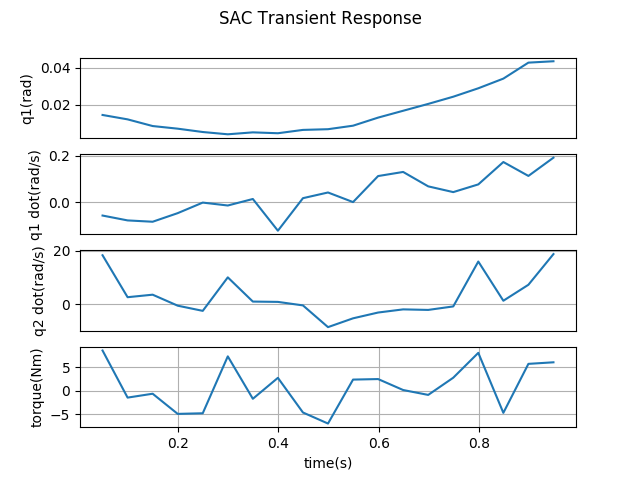 SAC Transient Response
0.04
0.02
q1(rad)
0.2
0.0
q1 dot(rad/s)
20
0
q2 dot(rad/s)
5
0
−5
torque(Nm)
0.2 0.4 0.6 0.8
time(s)